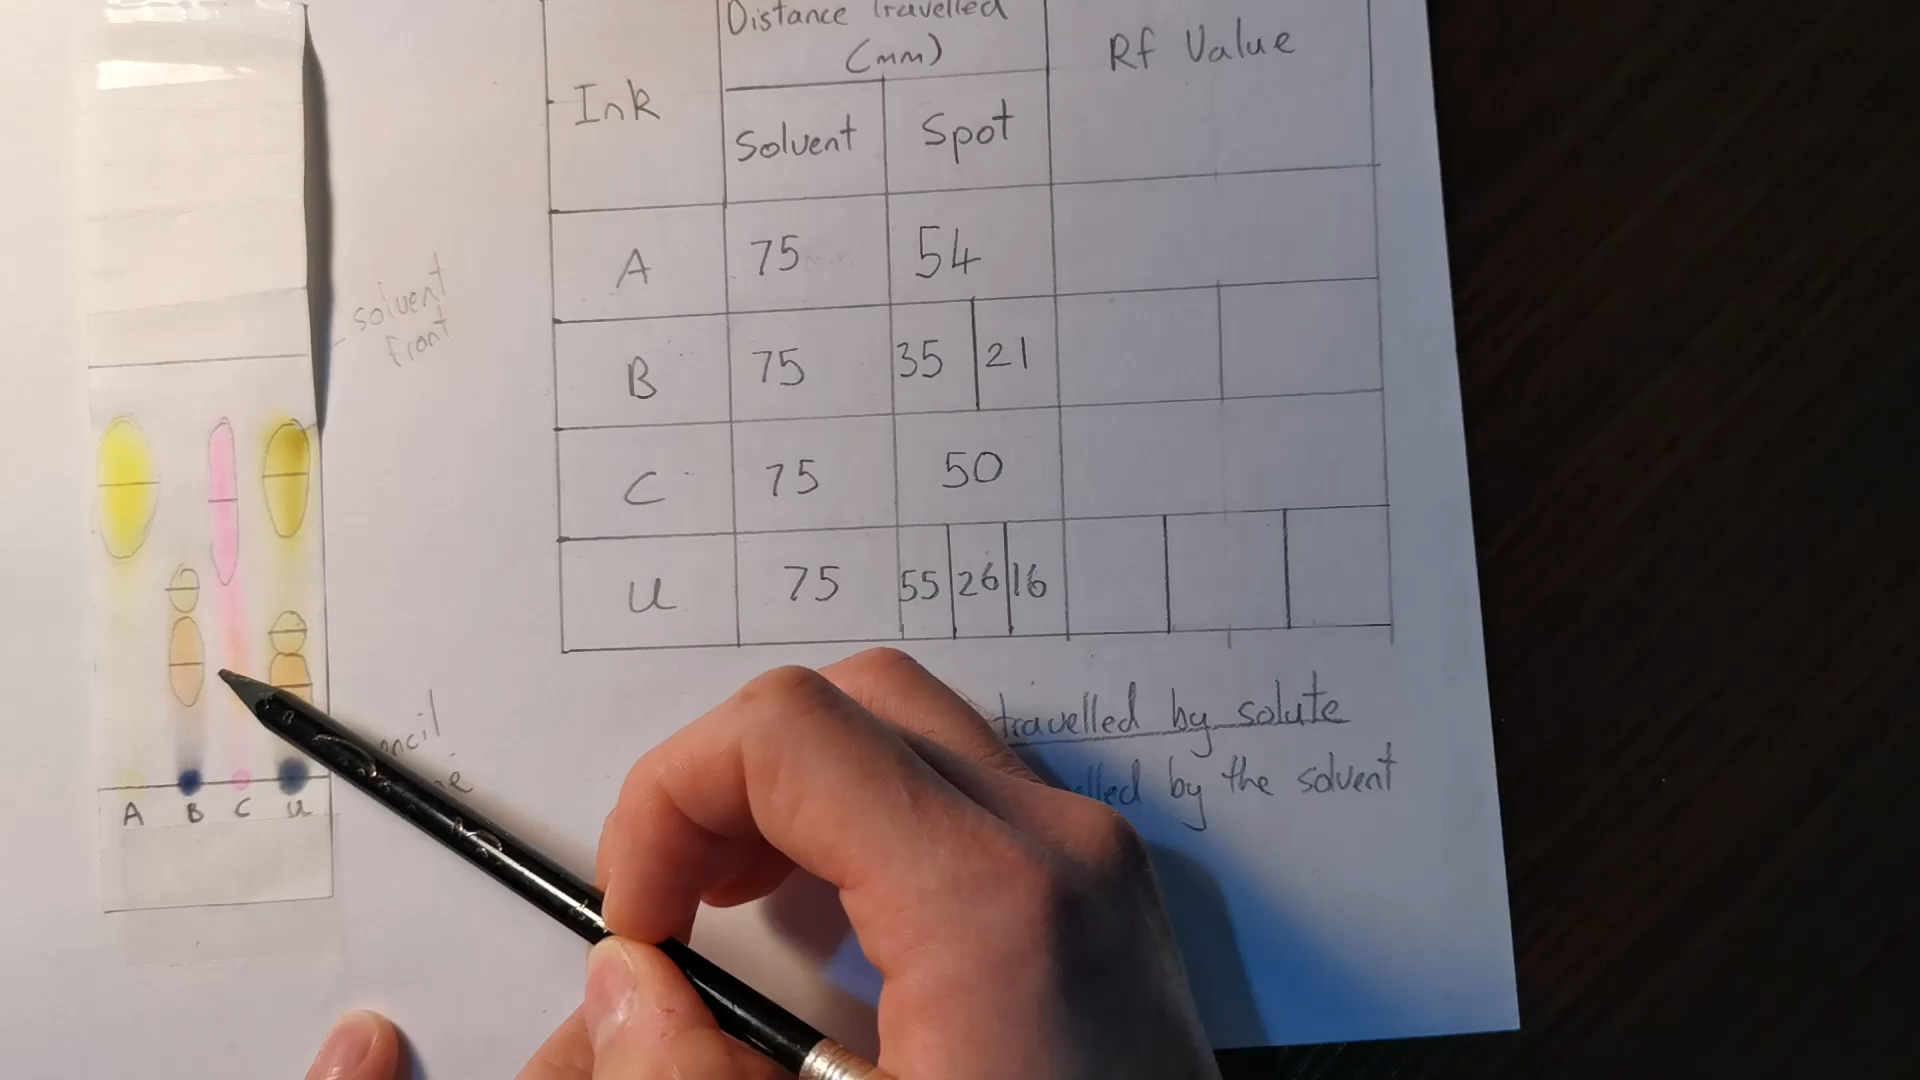 Distance Travelled
(mm)
Rf Value
Ink
Solvent
Spot
A
75
54
B
75
35
21
C
75
50
U
75
55
26
16
travelled by solute
by the solvent
solvent
front
A
B
C
U